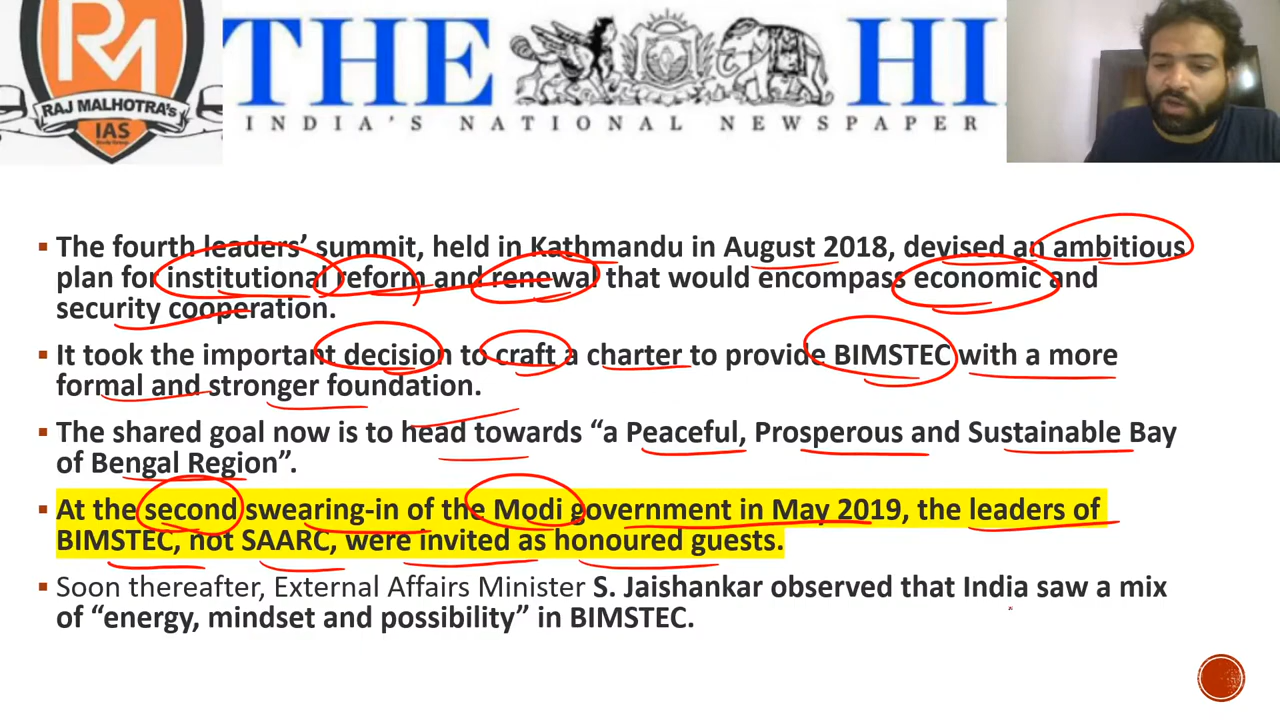 RM
RAJ MALHOTRA's
IAS
Study Group
THE HI
INDIA'S NATIONAL NEWSPAPER
▪ The fourth leaders' summit, held in Kathmandu in August 2018, devised an ambitious
plan for institutional reform and renewal that would encompass economic and
security cooperation.
▪ It took the important decision to craft a charter to provide BIMSTEC with a more
formal and stronger foundation.
▪ The shared goal now is to head towards “a Peaceful, Prosperous and Sustainable Bay
of Bengal Region”.
▪ At the second swearing-in of the Modi government in May 2019, the leaders of
BIMSTEC, not SAARC, were invited as honoured guests.
▪ Soon thereafter, External Affairs Minister S. Jaishankar observed that India saw a mix
of “energy, mindset and possibility” in BIMSTEC.